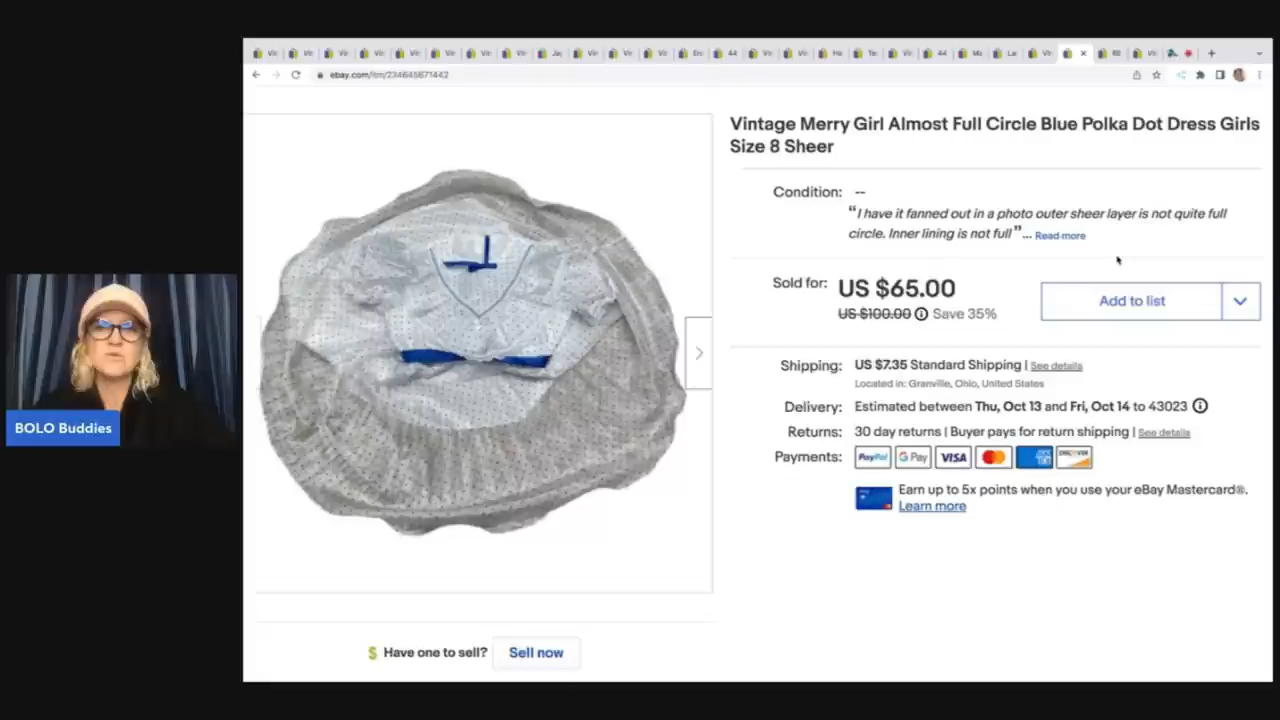 ebay.com/itm/234645671442
Vintage Merry Girl Almost Full Circle Blue Polka Dot Dress Girls
Size 8 Sheer
Condition: --
“I have it fanned out in a photo outer sheer layer is not quite full
circle. Inner lining is not full”... Read more
Sold for: US $65.00
US $100.00 Save 35%
Add to list
Shipping: US $7.35 Standard Shipping | See details
Located in: Granville, Ohio, United States
Delivery: Estimated between Thu, Oct 13 and Fri, Oct 14 to 43023
Returns: 30 day returns | Buyer pays for return shipping | See details
Payments: PayPal G Pay VISA DISCOVER
Earn up to 5x points when you use your eBay Mastercard®.
Learn more
$ Have one to sell? Sell now
BOLO Buddies